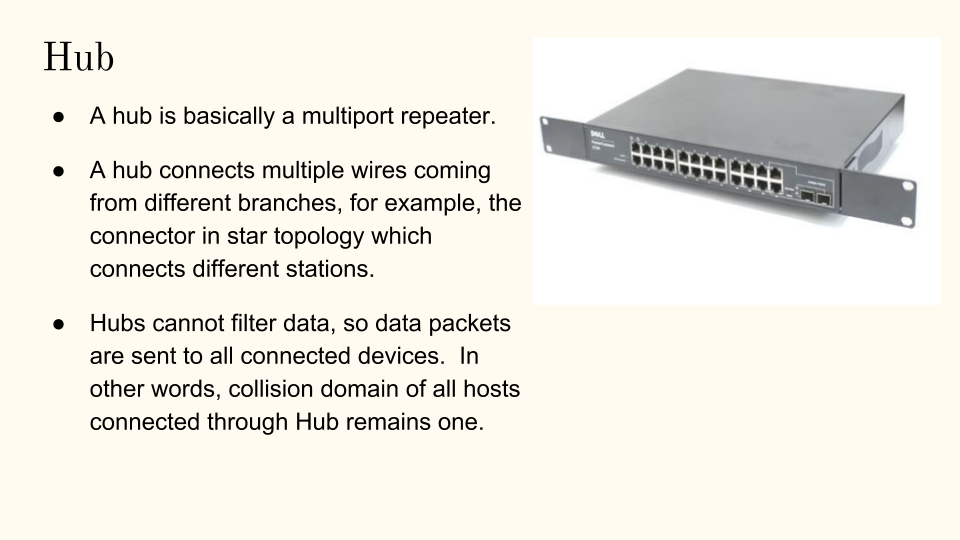 Hub
● A hub is basically a multiport repeater.
● A hub connects multiple wires coming
from different branches, for example, the
connector in star topology which
connects different stations.
● Hubs cannot filter data, so data packets
are sent to all connected devices.  In
other words, collision domain of all hosts
connected through Hub remains one.
DELL